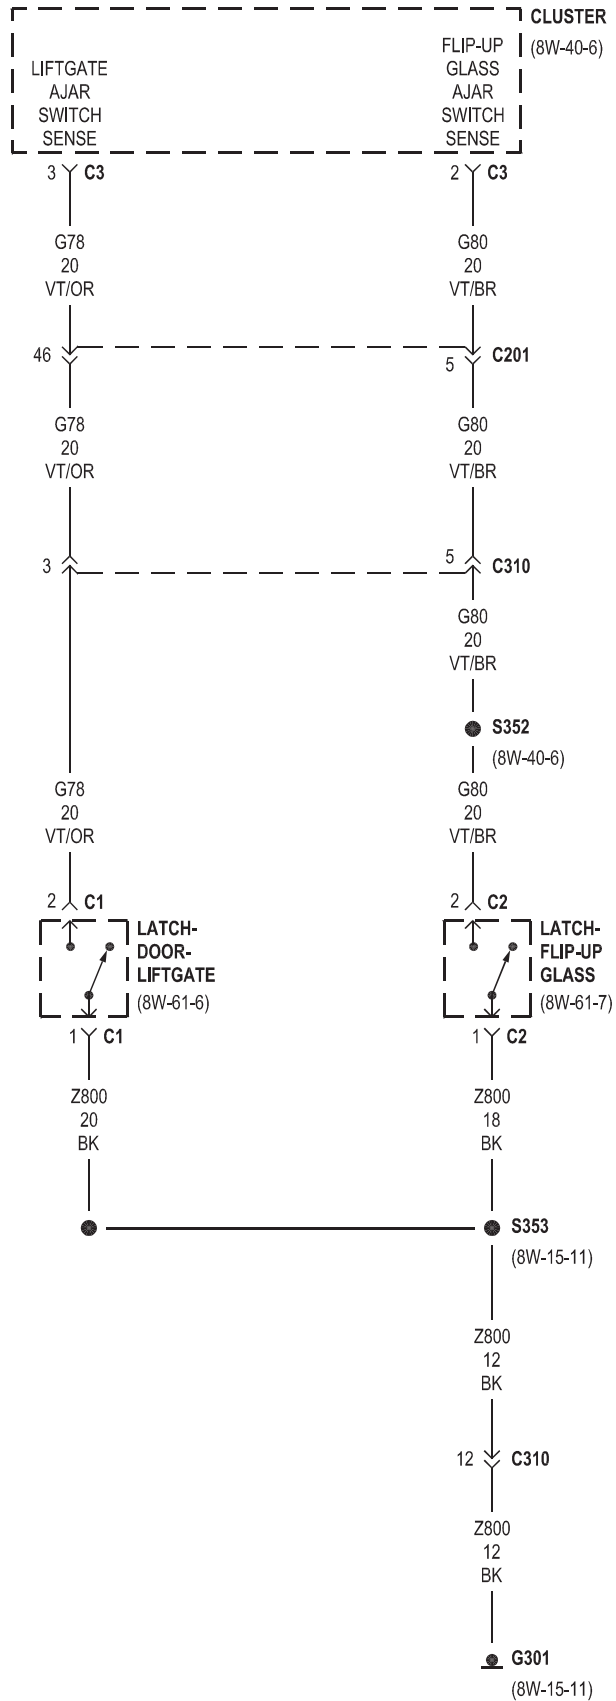 CLUSTER
(8W-40-6)
LIFTGATE
AJAR
SWITCH
SENSE
FLIP-UP
GLASS
AJAR
SWITCH
SENSE
3 C3
2 C3
G78
20
VT/OR
G80
20
VT/BR
46
5 C201
G78
20
VT/OR
G80
20
VT/BR
3
5 C310
G80
20
VT/BR
S352
(8W-40-6)
G78
20
VT/OR
G80
20
VT/BR
2 C1
2 C2
LATCH-
DOOR-
LIFTGATE
(8W-61-6)
LATCH-
FLIP-UP
GLASS
(8W-61-7)
1 C1
1 C2
Z800
20
BK
Z800
18
BK
S353
(8W-15-11)
Z800
12
BK
12 C310
Z800
12
BK
G301
(8W-15-11)